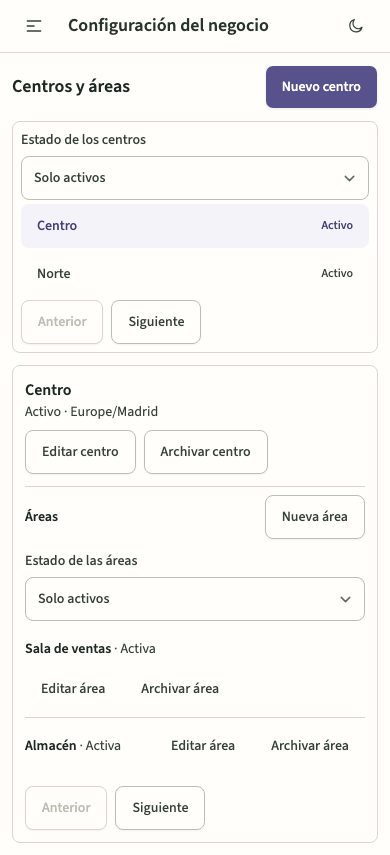 Configuración del negocio
Centros y áreas
Nuevo centro
Estado de los centros
Solo activos
Centro Activo
Norte Activo
Anterior Siguiente
Centro
Activo · Europe/Madrid
Editar centro Archivar centro
Áreas Nueva área
Estado de las áreas
Solo activos
Sala de ventas · Activa
Editar área Archivar área
Almacén · Activa Editar área Archivar área
Anterior Siguiente